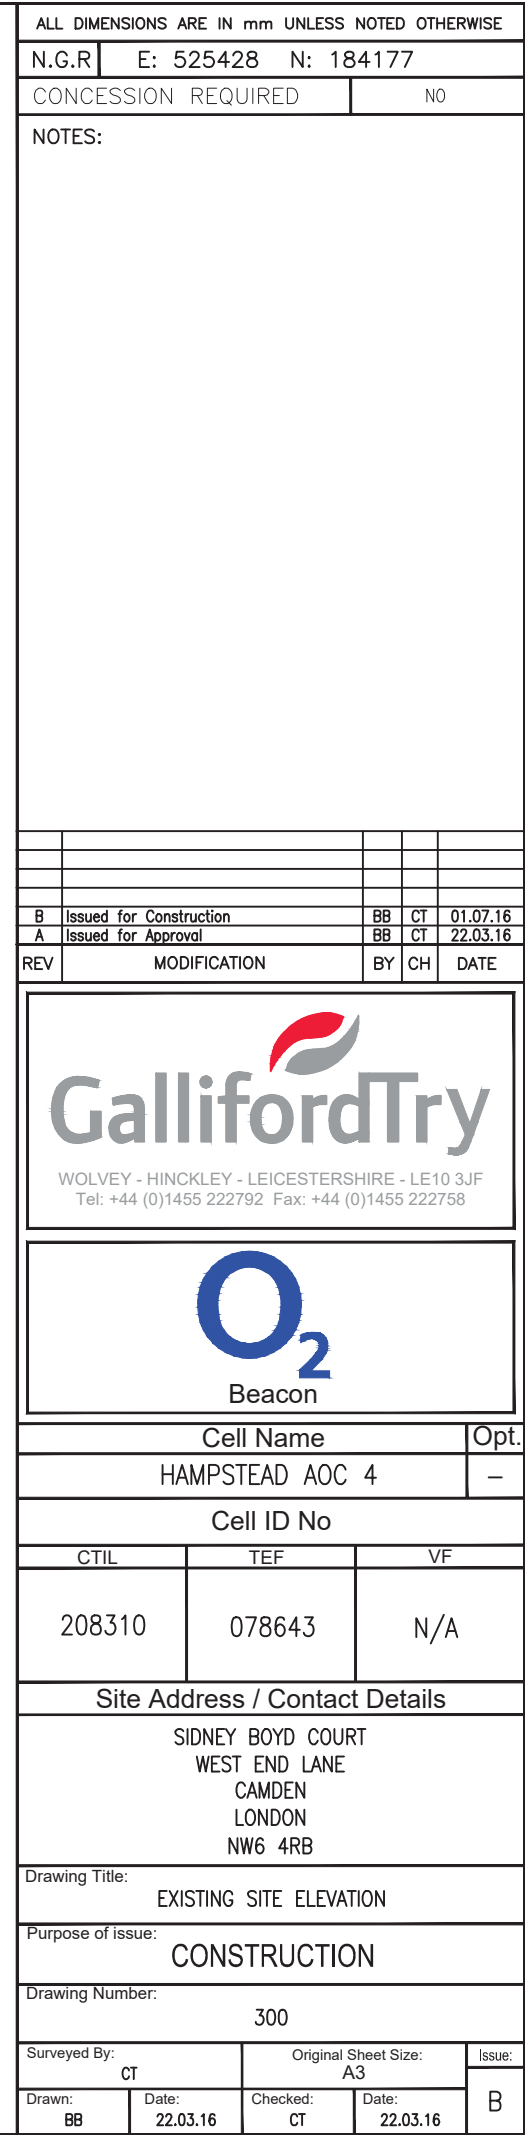 ALL DIMENSIONS ARE IN mm UNLESS NOTED OTHERWISE
N.G.R E: 525428 N: 184177
CONCESSION REQUIRED NO
NOTES:
B Issued for Construction BB CT 01.07.16
A Issued for Approval BB CT 22.03.16
REV MODIFICATION BY CH DATE
GallifordTry
WOLVEY - HINCKLEY - LEICESTERSHIRE - LE10 3JF
Tel: +44 (0)1455 222792 Fax: +44 (0)1455 222758
O2
Beacon
Cell Name Opt.
HAMPSTEAD AOC 4 –
Cell ID No
CTIL TEF VF
208310 078643 N/A
Site Address / Contact Details
SIDNEY BOYD COURT
WEST END LANE
CAMDEN
LONDON
NW6 4RB
Drawing Title:
EXISTING SITE ELEVATION
Purpose of issue:
CONSTRUCTION
Drawing Number:
300
Surveyed By: Original Sheet Size: Issue:
CT A3
Drawn: Date: Checked: Date: B
BB 22.03.16 CT 22.03.16